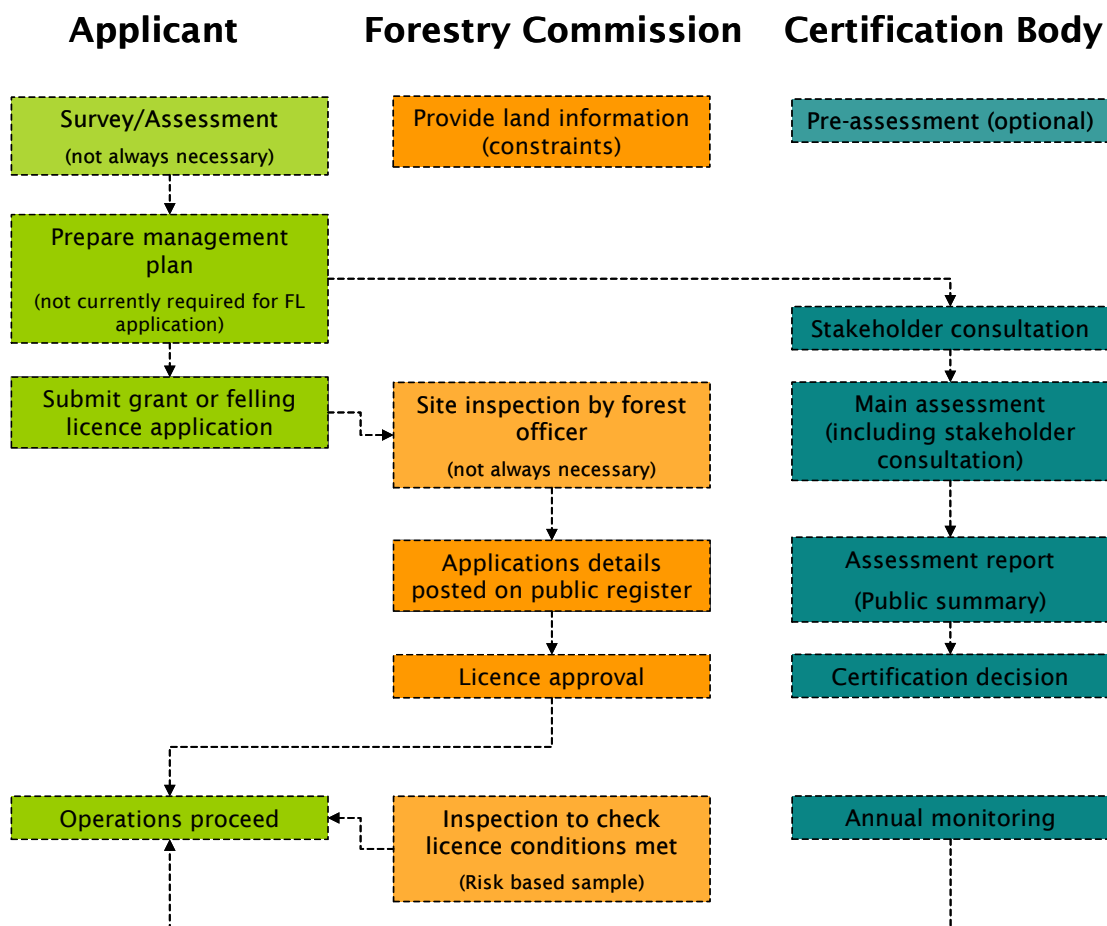 Applicant
Forestry Commission
Certification Body
Survey/Assessment
(not always necessary)
Provide land information
(constraints)
Pre-assessment (optional)
Prepare management
plan
(not currently required for FL
application)
Stakeholder consultation
Submit grant or felling
licence application
Site inspection by forest
officer
(not always necessary)
Main assessment
(including stakeholder
consultation)
Applications details
posted on public register
Assessment report
(Public summary)
Licence approval
Certification decision
Operations proceed
Inspection to check
licence conditions met
(Risk based sample)
Annual monitoring